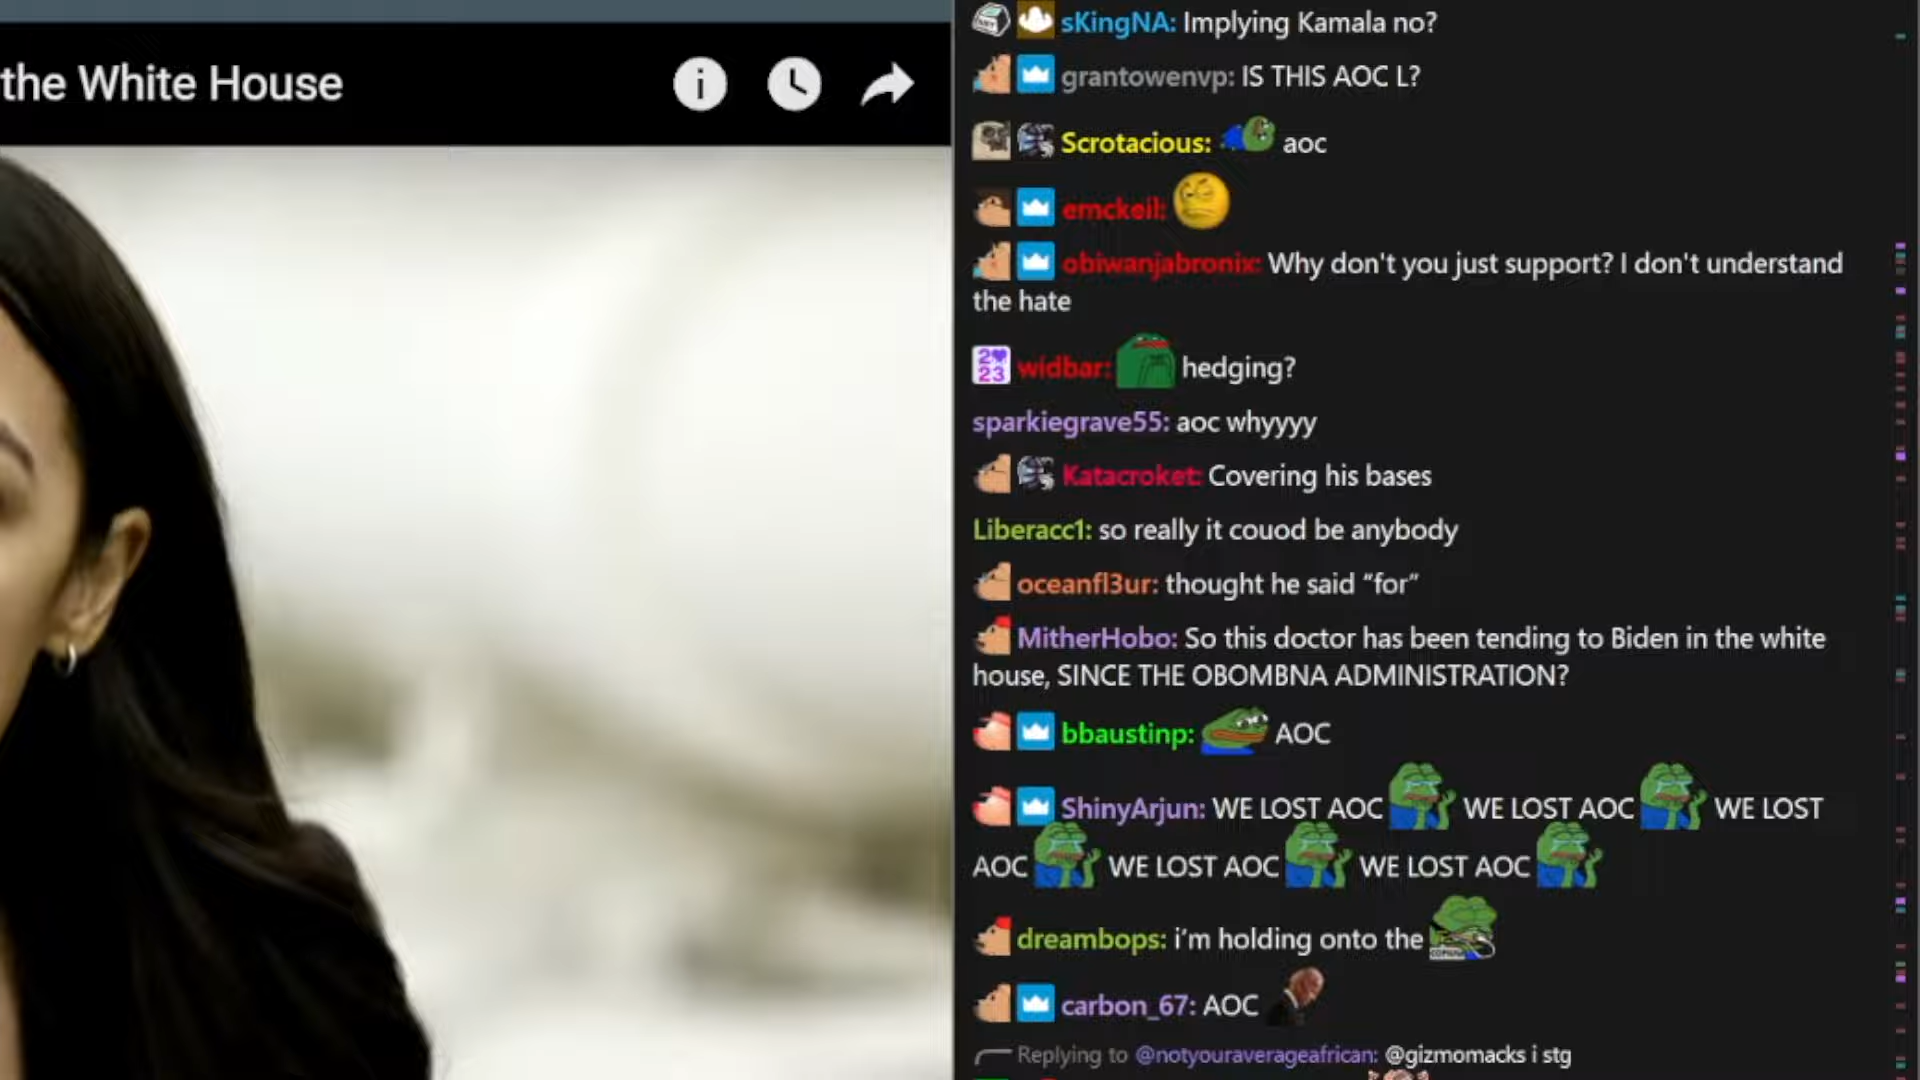 the White House
sKingNA: Implying Kamala no?
grantowenvp: IS THIS AOC L?
Scrotacious: aoc
emckeil:
obiwanjabronix: Why don't you just support? I don't understand
the hate
2023 widbar: hedging?
sparkiegrave55: aoc whyyyy
Katacroket: Covering his bases
Liberacc1: so really it couod be anybody
oceanfl3ur: thought he said “for”
MitherHobo: So this doctor has been tending to Biden in the white
house, SINCE THE OBOMBNA ADMINISTRATION?
bbaustinp: AOC
ShinyArjun: WE LOST AOC WE LOST AOC WE LOST
AOC WE LOST AOC WE LOST AOC
dreambops: i'm holding onto the
carbon_67: AOC
Replying to @notyouraverageafrican: @gizmomacks i stg